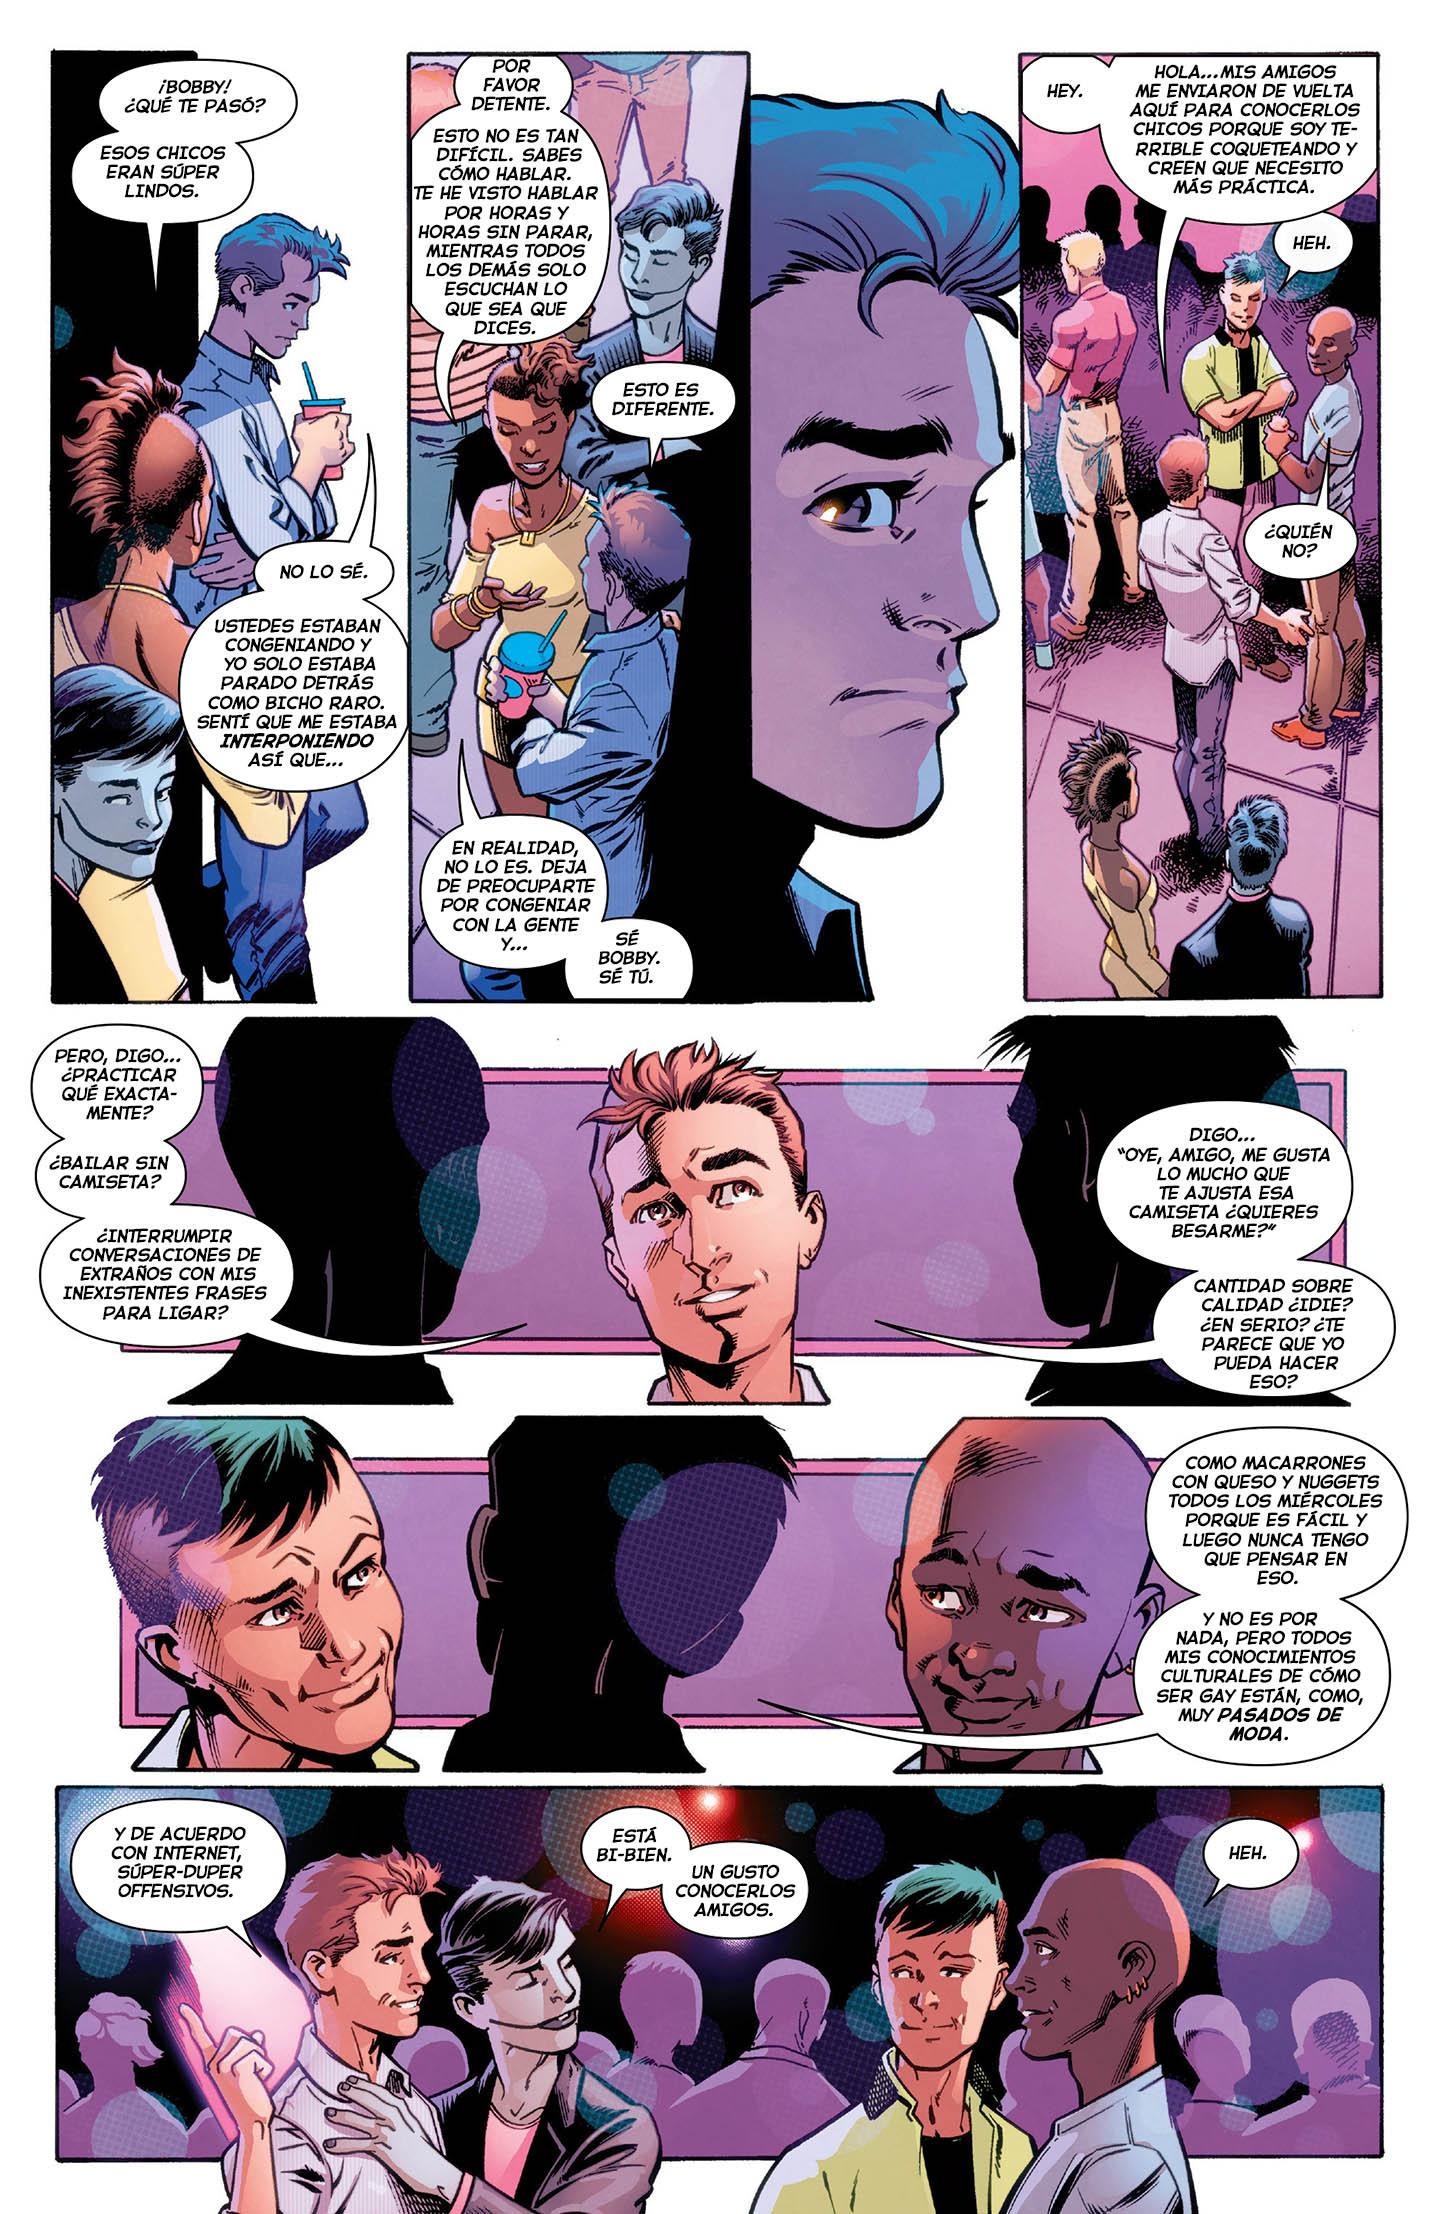 ¡BOBBY!
¿QUÉ TE PASÓ?
ESOS CHICOS
ERAN SÚPER
LINDOS.
NO LO SÉ.
USTEDES ESTABAN
CONGENIANDO Y
YO SOLO ESTABA
PARADO DETRÁS
COMO BICHO RARO.
SENTÍ QUE ME ESTABA
INTERPONIENDO
ASÍ QUE...
POR
FAVOR
DETENTE.
ESTO NO ES TAN
DIFÍCIL. SABES
CÓMO HABLAR.
TE HE VISTO HABLAR
POR HORAS Y
HORAS SIN PARAR,
MIENTRAS TODOS
LOS DEMÁS SOLO
ESCUCHAN LO
QUE SEA QUE
DICES.
ESTO ES
DIFERENTE.
EN REALIDAD,
NO LO ES. DEJA
DE PREOCUPARTE
POR CONGENIAR
CON LA GENTE
Y...
SÉ
BOBBY.
SÉ TÚ.
HEY.
HOLA...MIS AMIGOS
ME ENVIARON DE VUELTA
AQUÍ PARA CONOCERLOS
CHICOS PORQUE SOY TE-
RRIBLE COQUETEANDO Y
CREEN QUE NECESITO
MÁS PRÁCTICA.
HEH.
¿QUIÉN
NO?
PERO, DIGO...
¿PRACTICAR
QUÉ EXACTA-
MENTE?
¿BAILAR SIN
CAMISETA?
¿INTERRUMPIR
CONVERSACIONES DE
EXTRAÑOS CON MIS
INEXISTENTES FRASES
PARA LIGAR?
DIGO...
"OYE, AMIGO, ME GUSTA
LO MUCHO QUE
TE AJUSTA ESA
CAMISETA ¿QUIERES
BESARME?"
CANTIDAD SOBRE
CALIDAD ¿IDIE?
¿EN SERIO? ¿TE
PARECE QUE YO
PUEDA HACER
ESO?
COMO MACARRONES
CON QUESO Y NUGGETS
TODOS LOS MIÉRCOLES
PORQUE ES FÁCIL Y
LUEGO NUNCA TENGO
QUE PENSAR EN
ESO.
Y NO ES POR
NADA, PERO TODOS
MIS CONOCIMIENTOS
CULTURALES DE CÓMO
SER GAY ESTÁN, COMO,
MUY PASADOS DE
MODA.
Y DE ACUERDO
CON INTERNET,
SÚPER-DUPER
OFENSIVOS.
ESTÁ
BI-BIEN.
UN GUSTO
CONOCERLOS
AMIGOS.
HEH.